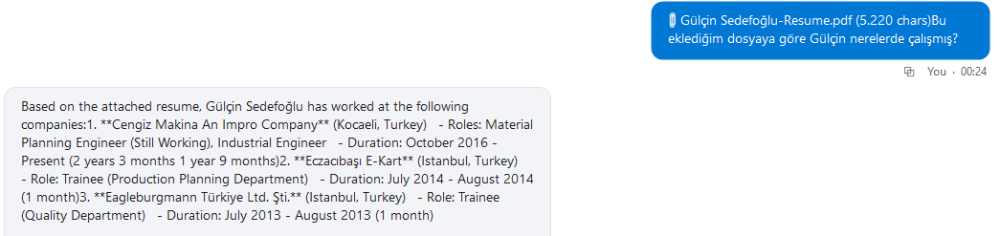 Gülçin Sedefoğlu-Resume.pdf (5.220 chars)Bu
eklediğim dosyaya göre Gülçin nerelerde çalışmış?
You · 00:24
Based on the attached resume, Gülçin Sedefoğlu has worked at the following
companies:1. **Cengiz Makina An Impro Company** (Kocaeli, Turkey)   - Roles: Material
Planning Engineer (Still Working), Industrial Engineer   - Duration: October 2016 -
Present (2 years 3 months 1 year 9 months)2. **Eczacıbaşı E-Kart** (Istanbul, Turkey)
- Role: Trainee (Production Planning Department)   - Duration: July 2014 - August 2014
(1 month)3. **Eagleburgmann Türkiye Ltd. Şti.** (Istanbul, Turkey)   - Role: Trainee
(Quality Department)   - Duration: July 2013 - August 2013 (1 month)